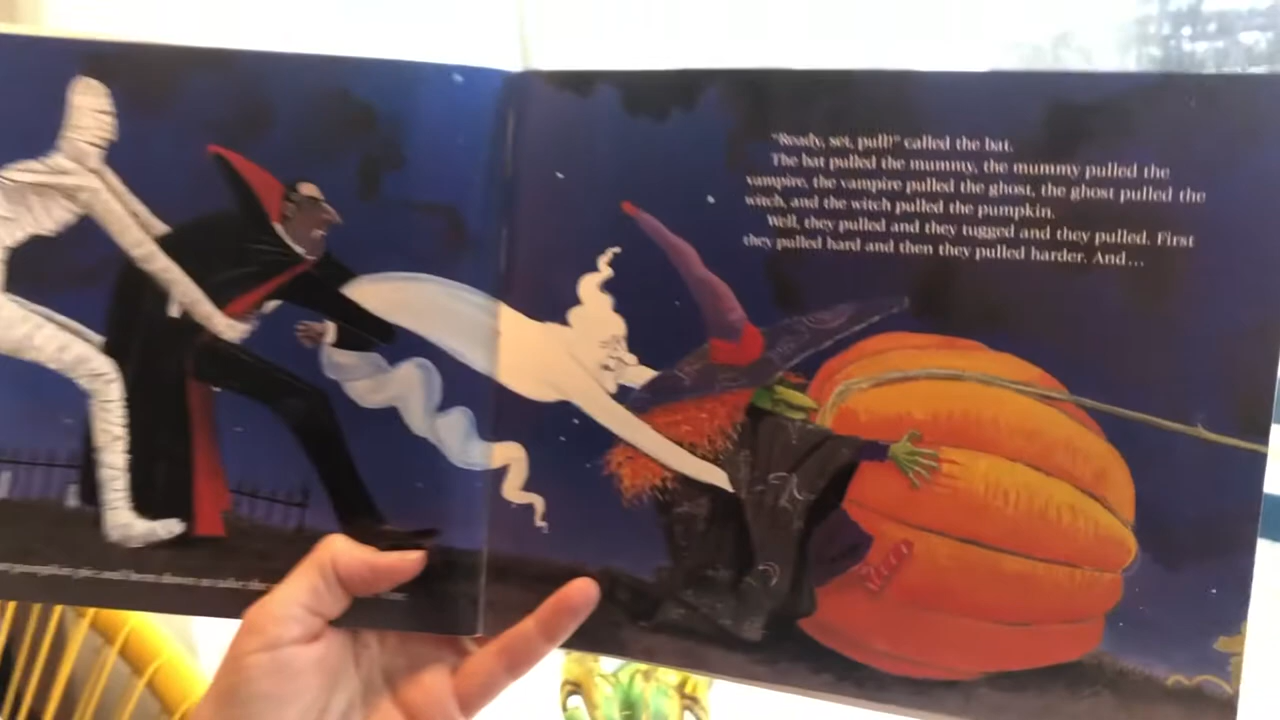 "Ready, set, pull!" called the bat.
The bat pulled the mummy, the mummy pulled the
vampire, the vampire pulled the ghost, the ghost pulled the
witch, and the witch pulled the pumpkin.
Well, they pulled and they tugged and they pulled. First
they pulled hard and then they pulled harder. And...